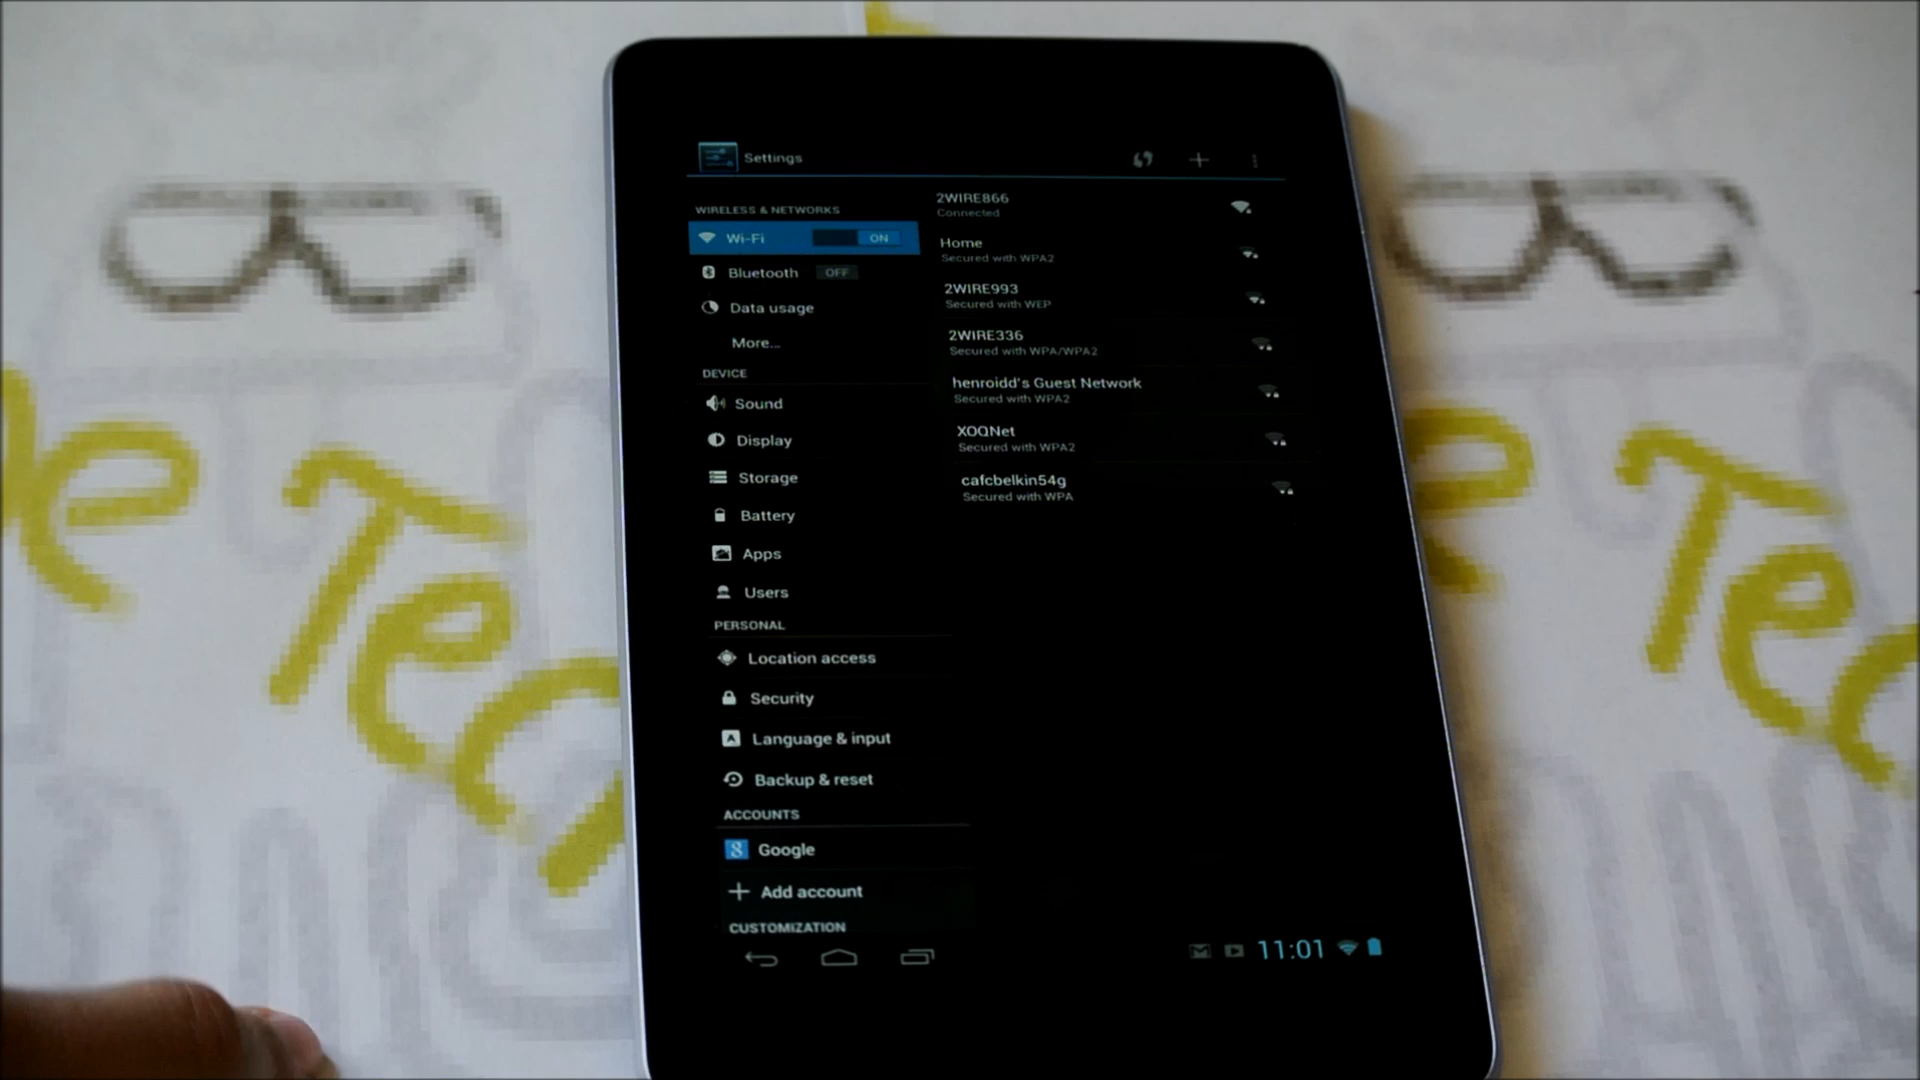 Settings
WIRELESS & NETWORKS
Wi-Fi ON
Bluetooth OFF
Data usage
More...
DEVICE
Sound
Display
Storage
Battery
Apps
Users
PERSONAL
Location access
Security
Language & input
Backup & reset
ACCOUNTS
Google
Add account
CUSTOMIZATION
2WIRE866
Connected
Home
Secured with WPA2
2WIRE993
Secured with WEP
2WIRE336
Secured with WPA/WPA2
henroidd's Guest Network
Secured with WPA2
XOQNet
Secured with WPA2
cafcbelkin54g
Secured with WPA
11:01